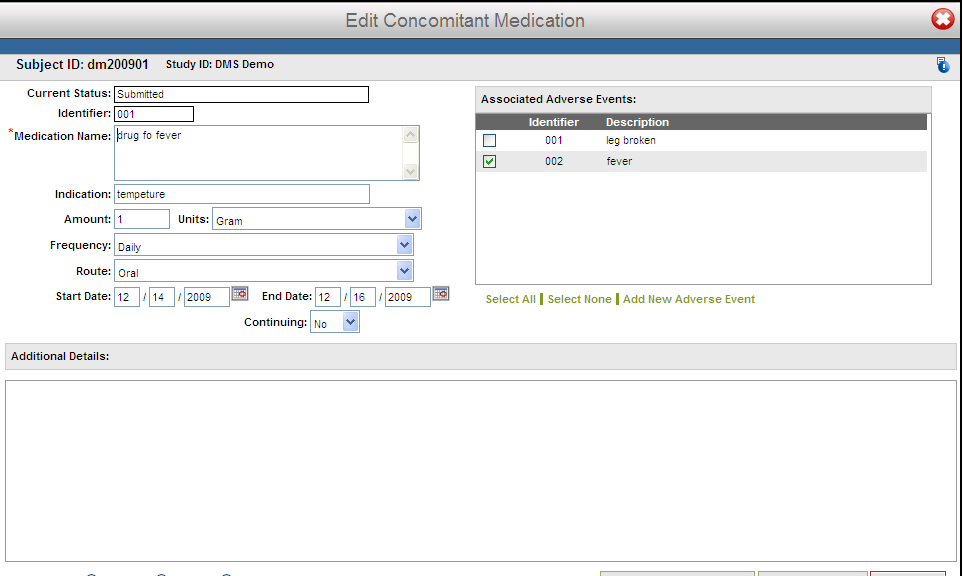 Edit Concomitant Medication
Subject ID: dm200901 Study ID: DMS Demo
Current Status: Submitted
Identifier: 001
*Medication Name: drug fo fever
Indication: tempeture
Amount: 1 Units: Gram
Frequency: Daily
Route: Oral
Start Date: 12 / 14 / 2009 End Date: 12 / 16 / 2009
Continuing: No
Associated Adverse Events:
Identifier Description
001 leg broken
002 fever
Select All | Select None | Add New Adverse Event
Additional Details: